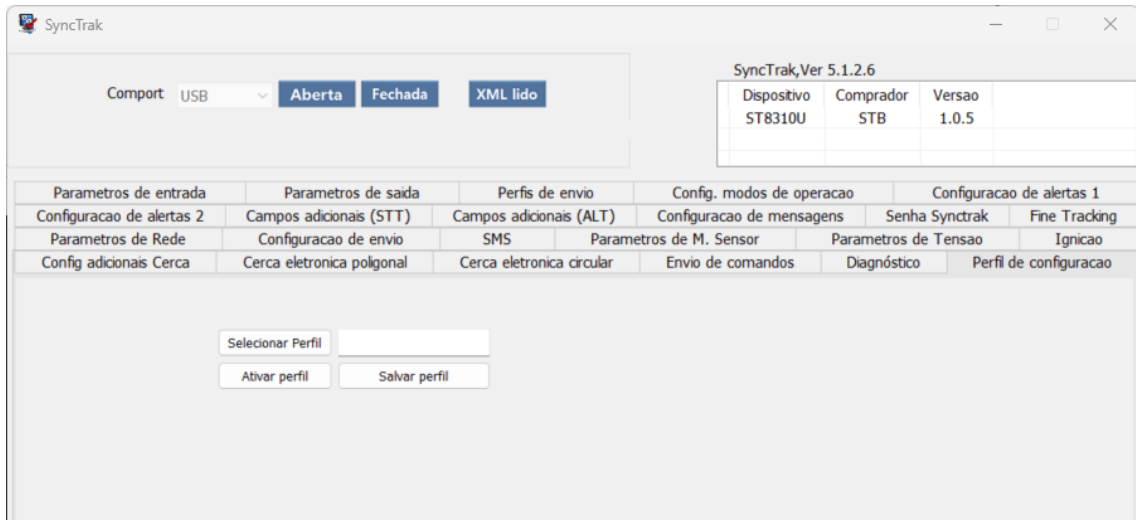 SyncTrak
SyncTrak,Ver 5.1.2.6
Comport USB Aberta Fechada XML lido
Dispositivo Comprador Versao
ST8310U STB 1.0.5
Parametros de entrada Parametros de saida Perfis de envio Config. modos de operacao Configuracao de alertas 1
Configuracao de alertas 2 Campos adicionais (STT) Campos adicionais (ALT) Configuracao de mensagens Senha Synctrak Fine Tracking
Parametros de Rede Configuracao de envio SMS Parametros de M. Sensor Parametros de Tensao Ignicao
Config adicionais Cerca Cerca eletronica poligonal Cerca eletronica circular Envio de comandos Diagnóstico Perfil de configuracao
Selecionar Perfil
Ativar perfil Salvar perfil